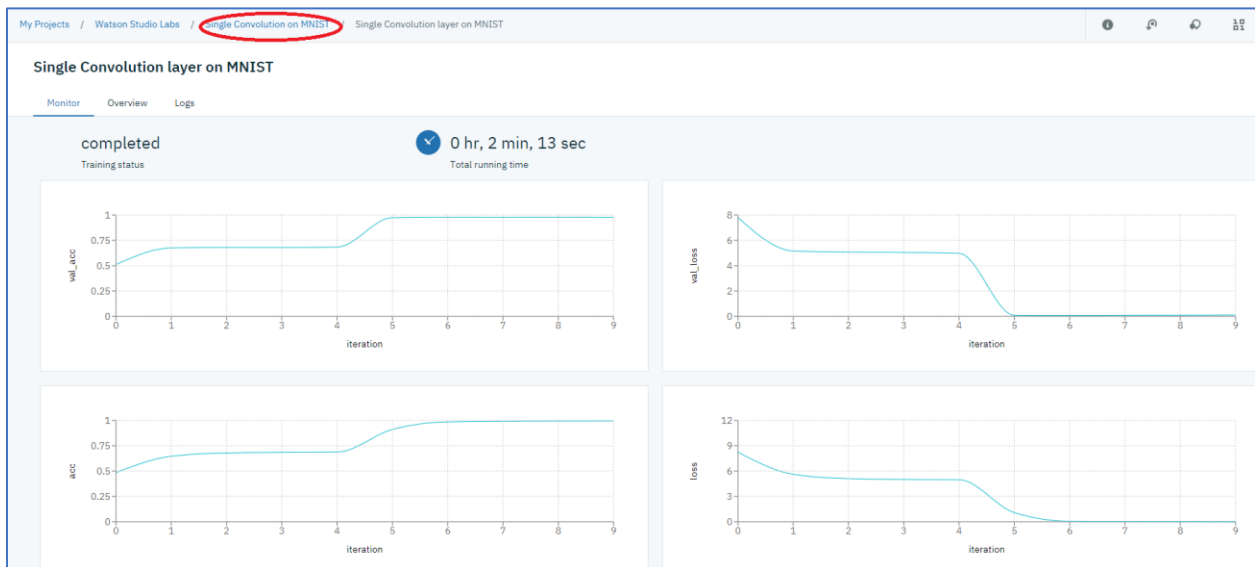 My Projects / Watson Studio Labs / Single Convolution on MNIST / Single Convolution layer on MNIST
Single Convolution layer on MNIST
Monitor Overview Logs
completed 0 hr, 2 min, 13 sec
Training status Total running time
1
0.75
0.5
0.25
0
val_acc
0 1 2 3 4 5 6 7 8 9
iteration
8
6
4
2
0
val_loss
0 1 2 3 4 5 6 7 8 9
iteration
1
0.75
0.5
0.25
0
acc
0 1 2 3 4 5 6 7 8 9
iteration
12
9
6
3
0
loss
0 1 2 3 4 5 6 7 8 9
iteration